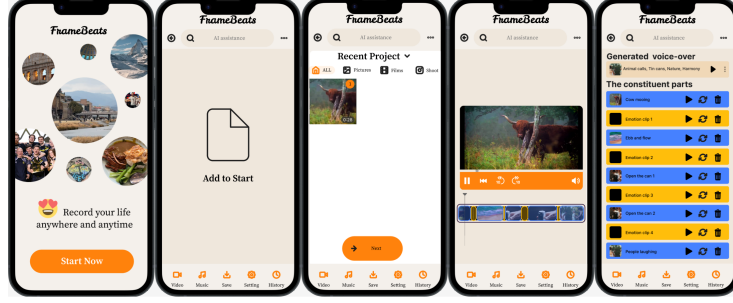 FrameBeats
Record your life
anywhere and anytime
Start Now
FrameBeats
AI assistance
Add to Start
Video Music Save Setting History
FrameBeats
AI assistance
Recent Project
ALL Pictures Films Shoot
1
0:28
Next
Video Music Save Setting History
FrameBeats
AI assistance
Video Music Save Setting History
FrameBeats
AI assistance
Generated voice-over
Animal calls, Tin cans, Nature, Harmony
The constituent parts
Cow mooing
Emotion clip 1
Ebb and flow
Emotion clip 2
Open the can 1
Emotion clip 3
Open the can 2
Emotion clip 4
People laughing
Video Music Save Setting History